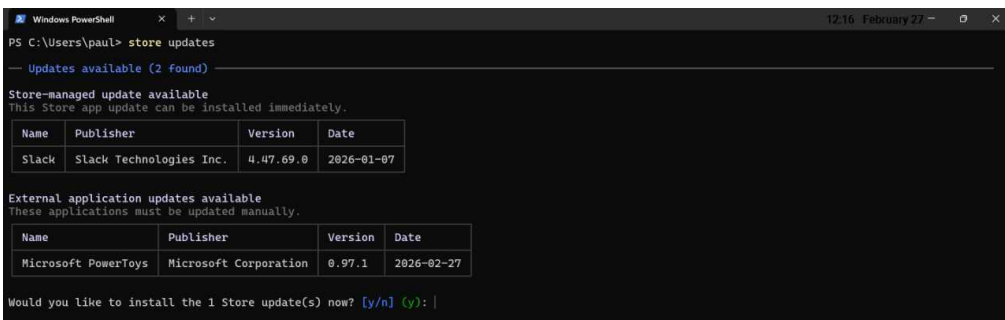 Windows PowerShell
12:16 February 27
PS C:\Users\paul> store updates
Updates available (2 found)
Store-managed update available
This Store app update can be installed immediately.
Name Publisher Version Date
Slack Slack Technologies Inc. 4.47.69.0 2026-01-07
External application updates available
These applications must be updated manually.
Name Publisher Version Date
Microsoft PowerToys Microsoft Corporation 0.97.1 2026-02-27
Would you like to install the 1 Store update(s) now? [y/n] (y):